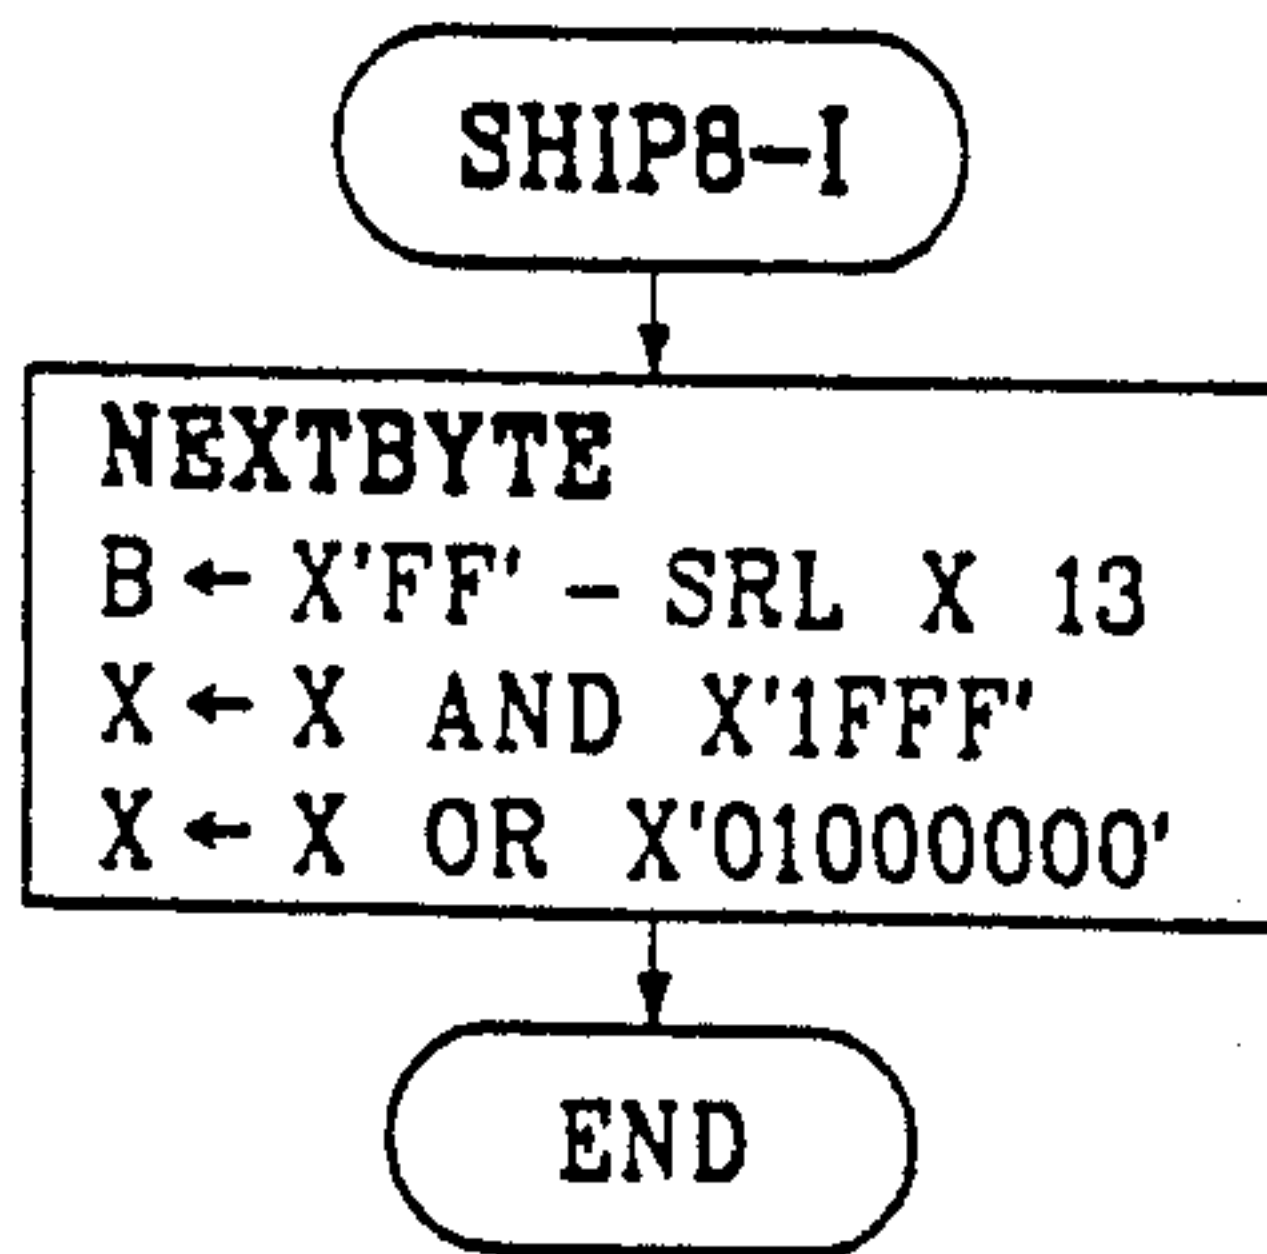 SHIP8-I
NEXTBYTE
B ← X'FF' - SRL X 13
X ← X AND X'1FFF'
X ← X OR X'01000000'
END